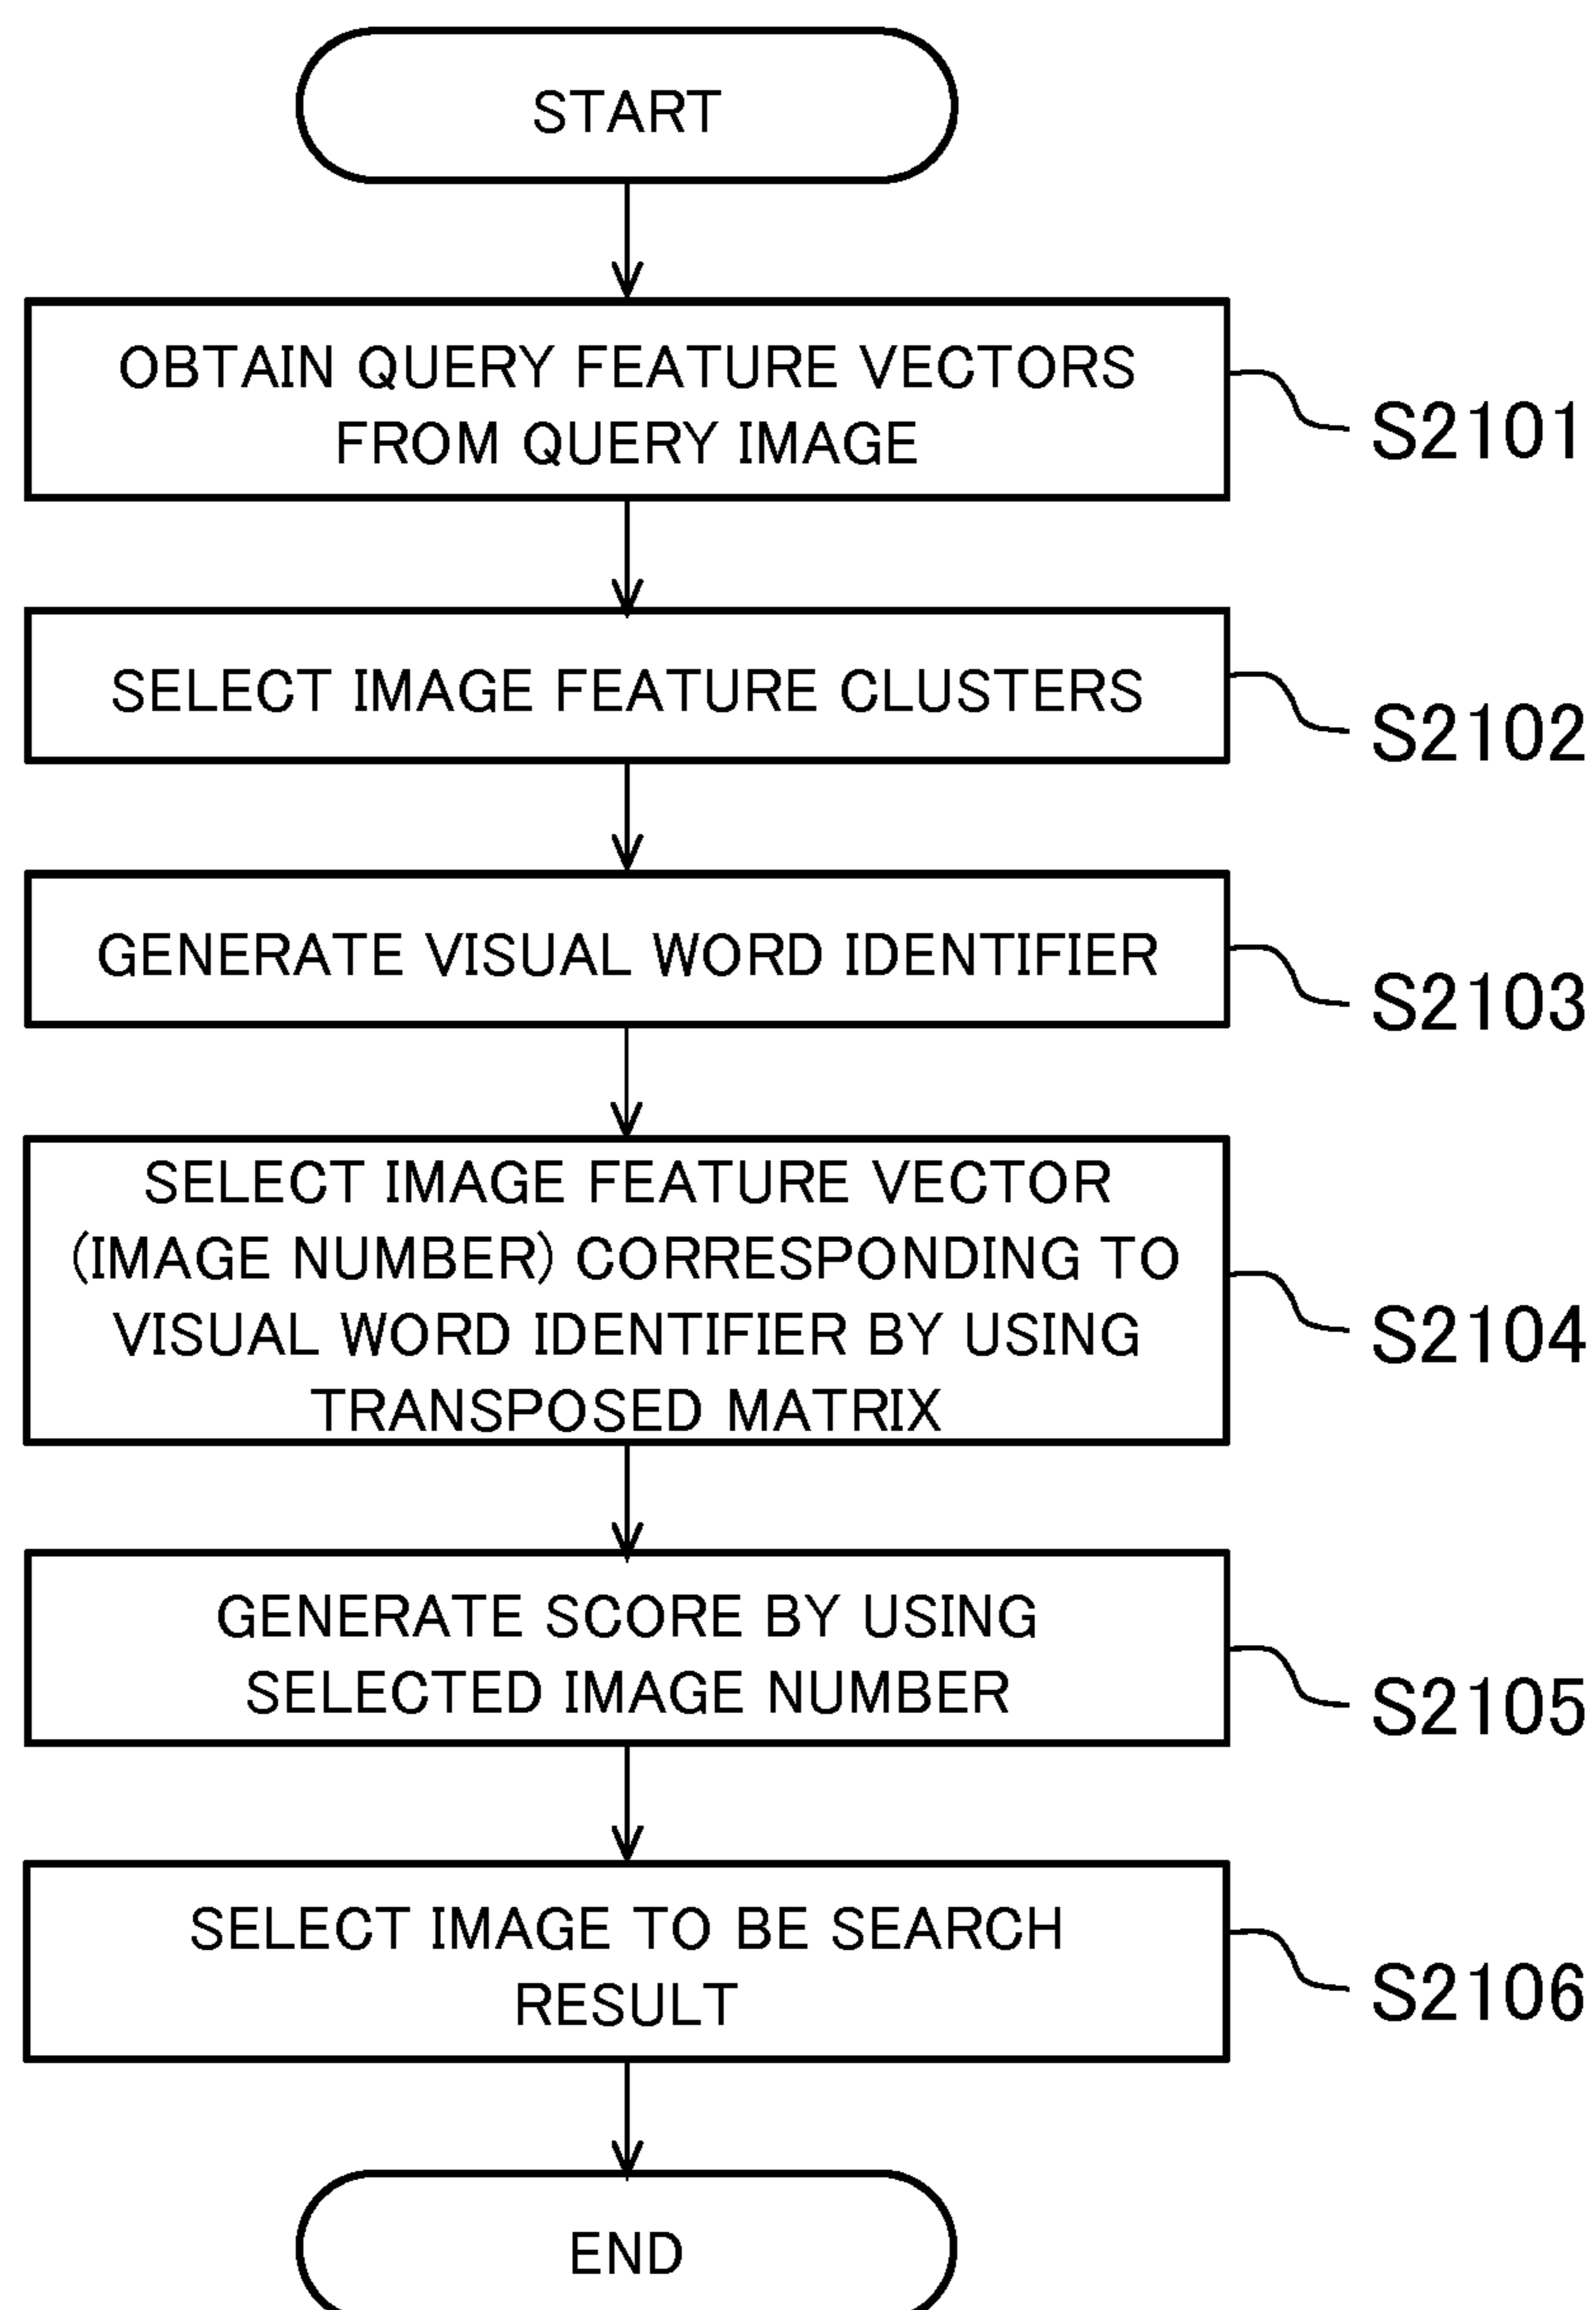 START
OBTAIN QUERY FEATURE VECTORS
FROM QUERY IMAGE
S2101
SELECT IMAGE FEATURE CLUSTERS
S2102
GENERATE VISUAL WORD IDENTIFIER
S2103
SELECT IMAGE FEATURE VECTOR
(IMAGE NUMBER) CORRESPONDING TO
VISUAL WORD IDENTIFIER BY USING
TRANSPOSED MATRIX
S2104
GENERATE SCORE BY USING
SELECTED IMAGE NUMBER
S2105
SELECT IMAGE TO BE SEARCH
RESULT
S2106
END